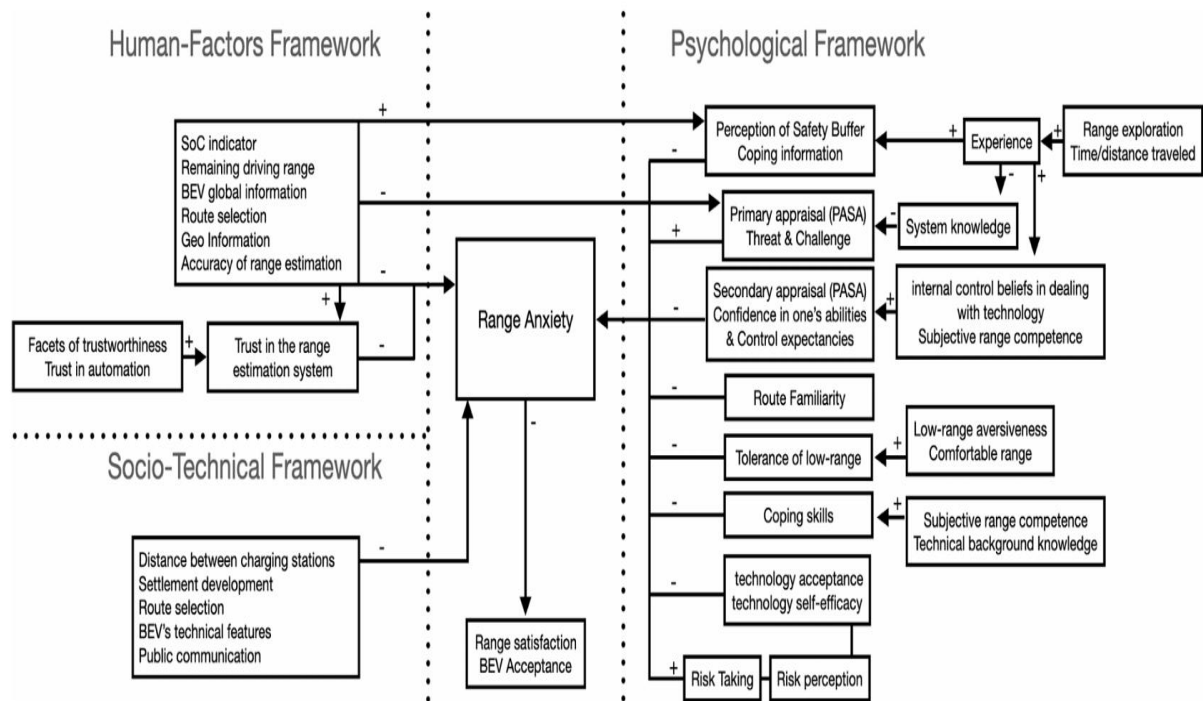 Human-Factors Framework
Psychological Framework
+
SoC indicator
Remaining driving range
BEV global information
Route selection
Geo Information
Accuracy of range estimation
-
-
+
Facets of trustworthiness
Trust in automation
+
Trust in the range
estimation system
-
Range Anxiety
-
Socio-Technical Framework
Distance between charging stations
Settlement development
Route selection
BEV's technical features
Public communication
-
Range satisfaction
BEV Acceptance
Perception of Safety Buffer
Coping information
-
+
Experience
+
Range exploration
Time/distance traveled
-
+
Primary appraisal (PASA)
Threat & Challenge
+
-
System knowledge
Secondary appraisal (PASA)
Confidence in one's abilities
& Control expectancies
-
+
internal control beliefs in dealing
with technology
Subjective range competence
-
Route Familiarity
-
Tolerance of low-range
+
Low-range aversiveness
Comfortable range
-
Coping skills
+
Subjective range competence
Technical background knowledge
-
technology acceptance
technology self-efficacy
+
Risk Taking
Risk perception